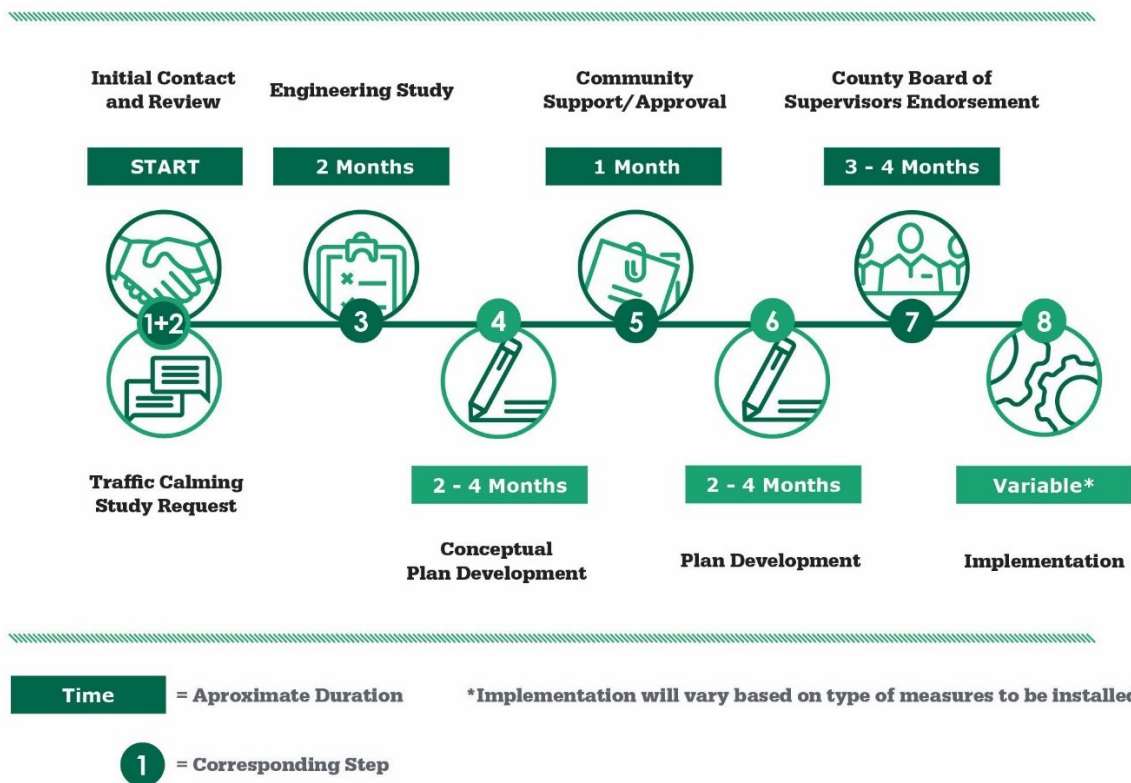 Initial Contact
and Review
START
1+2
Traffic Calming
Study Request
Engineering Study
2 Months
3
4
2 - 4 Months
Conceptual
Plan Development
Community
Support/Approval
1 Month
5
6
2 - 4 Months
Plan Development
County Board of
Supervisors Endorsement
3 - 4 Months
7
8
Variable*
Implementation
Time = Aproximate Duration
*Implementation will vary based on type of measures to be installed
1 = Corresponding Step